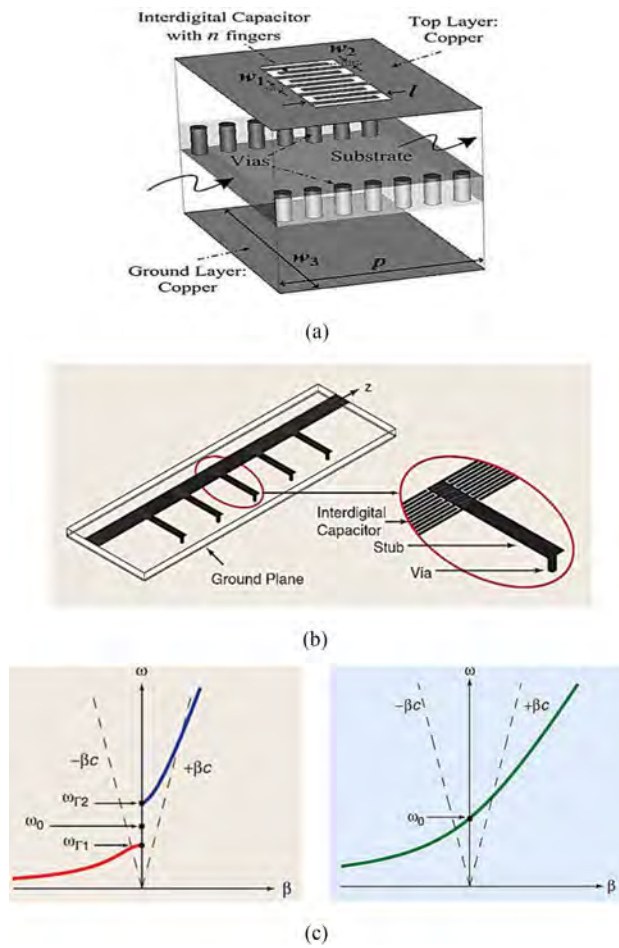 Interdigital Capacitor
with n fingers
Top Layer:
Copper
w₂
w₁
l
Vias
Substrate
w₃
p
Ground Layer:
Copper
(a)
z
Interdigital
Capacitor
Stub
Via
Ground Plane
(b)
ω
ω
−βc
+βc
−βc
+βc
ωΓ2
ω₀
ω₀
ωΓ1
β
β
(c)